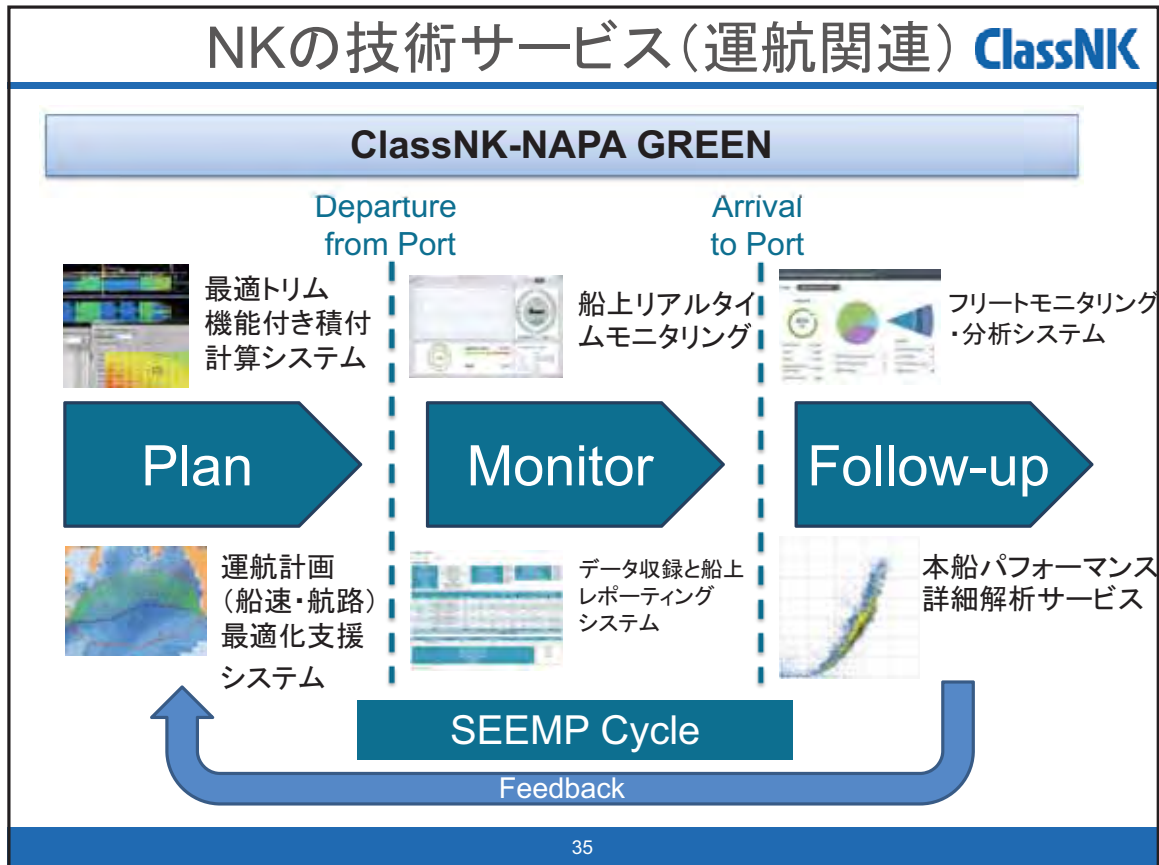 NKの技術サービス(運航関連)
ClassNK
ClassNK-NAPA GREEN
Departure
from Port
Arrival
to Port
最適トリム
機能付き積付
計算システム
船上リアルタイ
ムモニタリング
フリートモニタリング
・分析システム
Plan
Monitor
Follow-up
運航計画
(船速・航路)
最適化支援
システム
データ収録と船上
レポーティング
システム
本船パフォーマンス
詳細解析サービス
SEEMP Cycle
Feedback
35